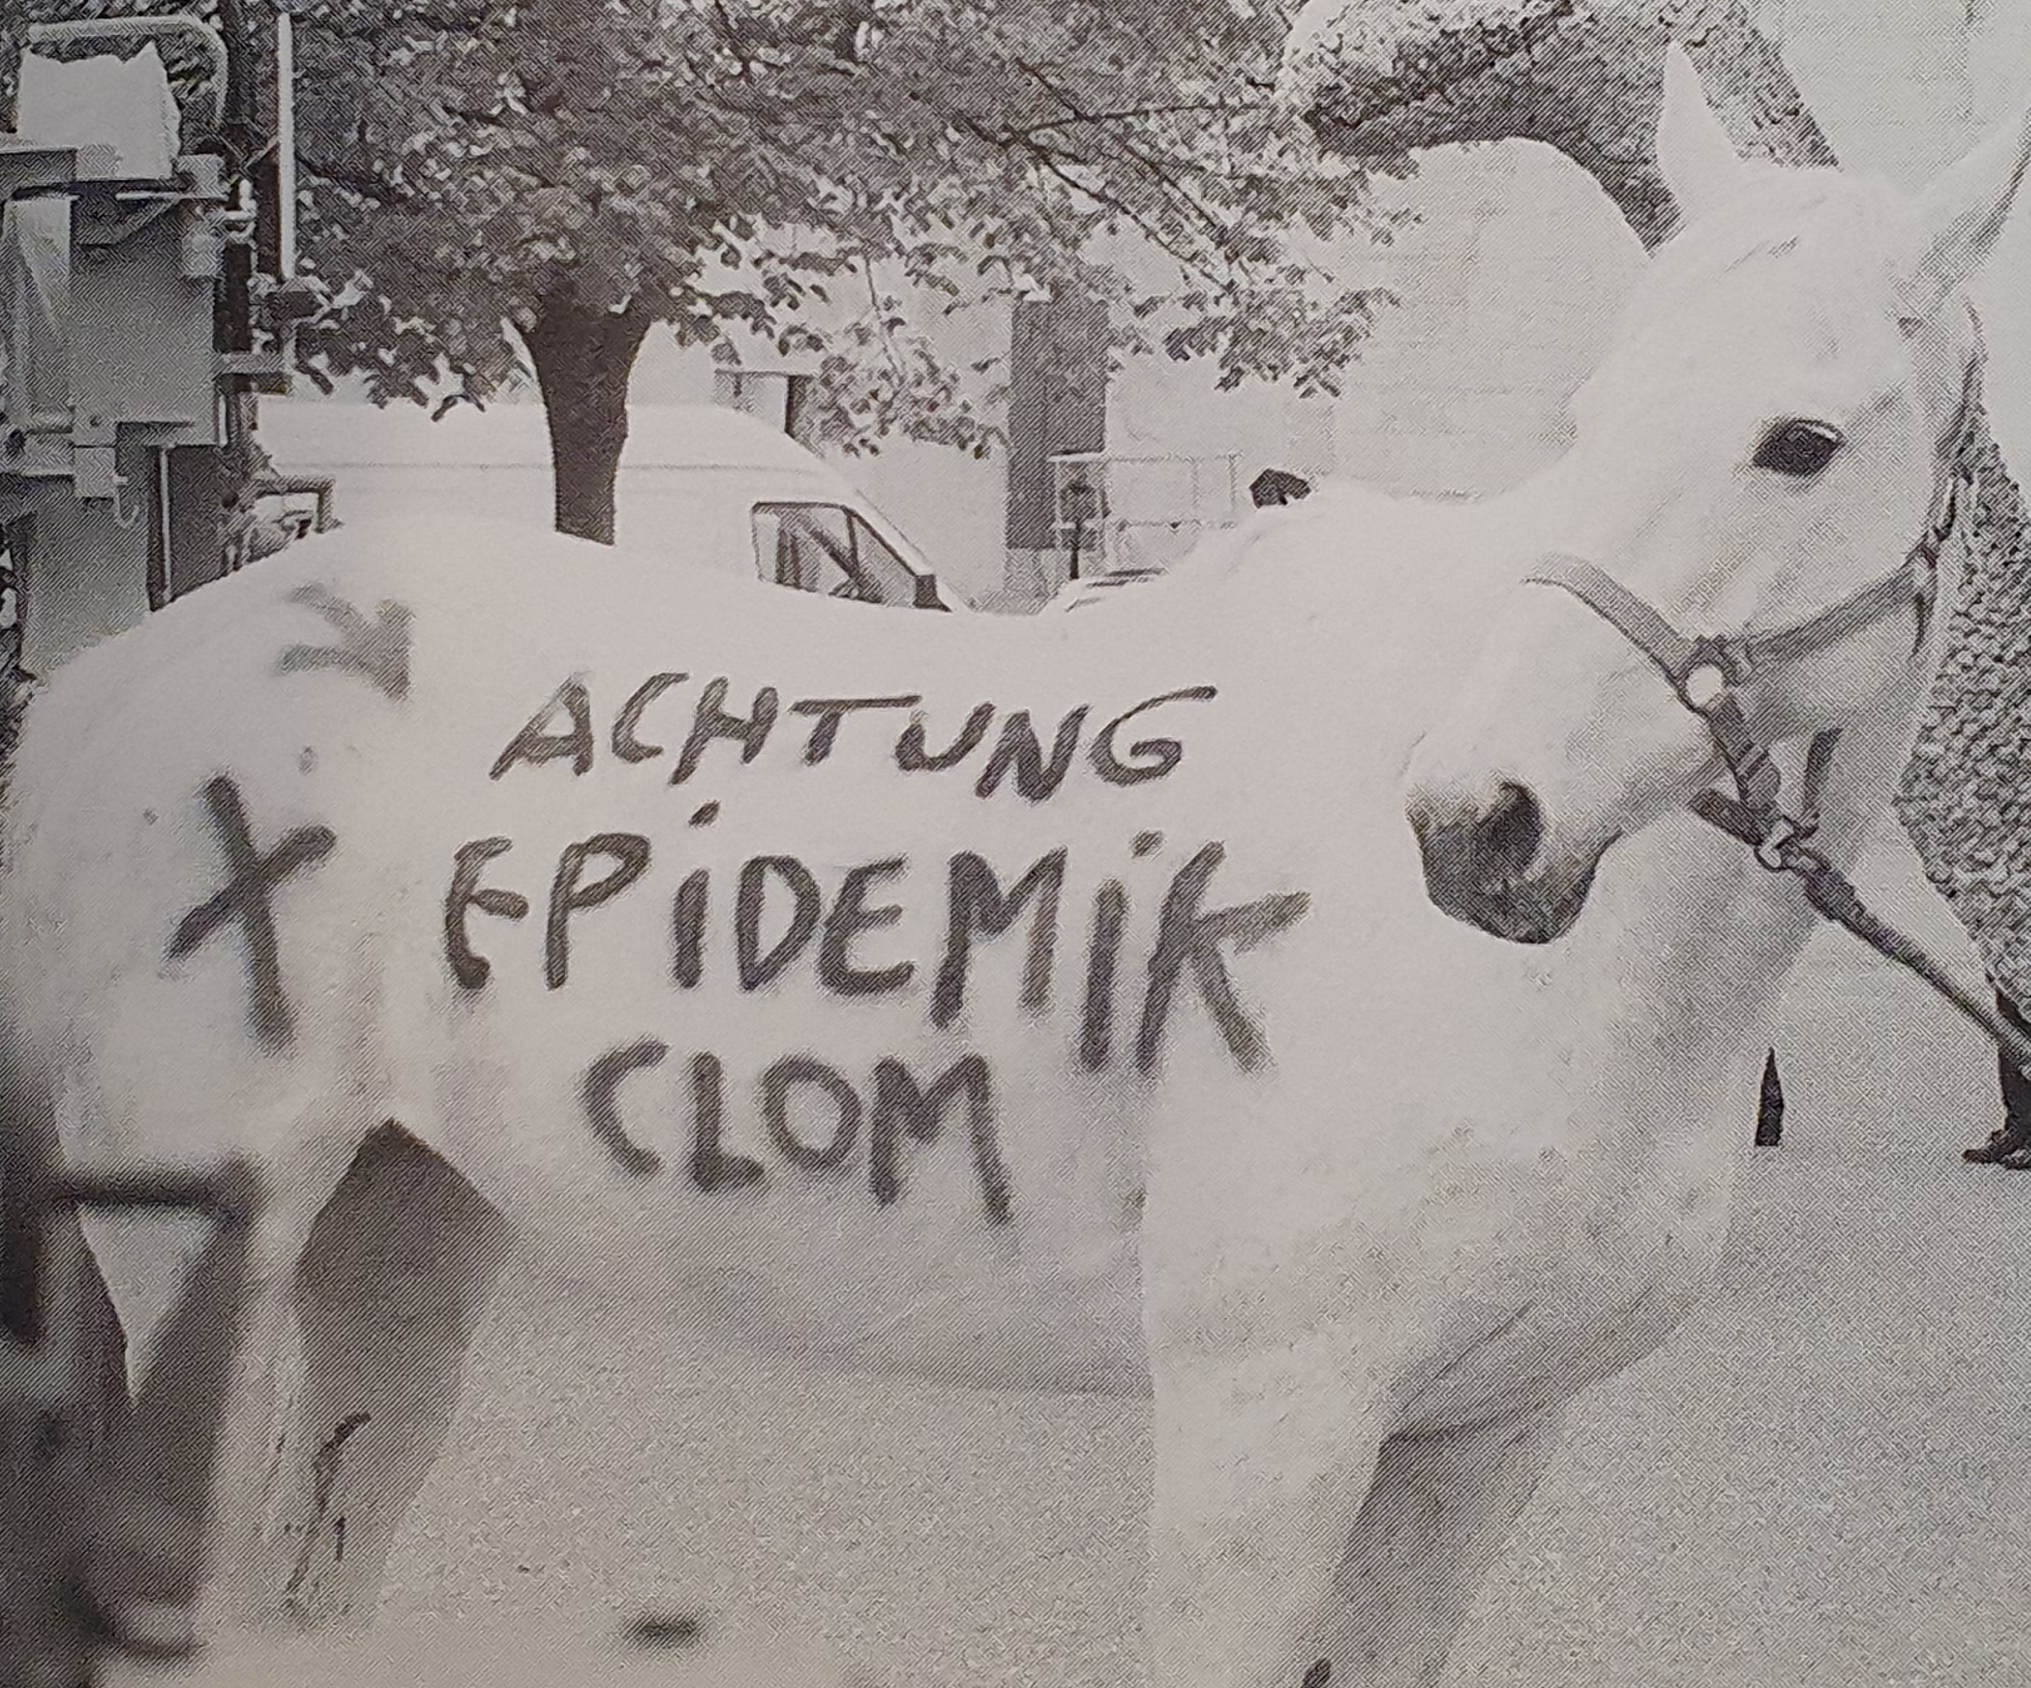 ACHTUNG
EPiDEMiK
CLOM
X